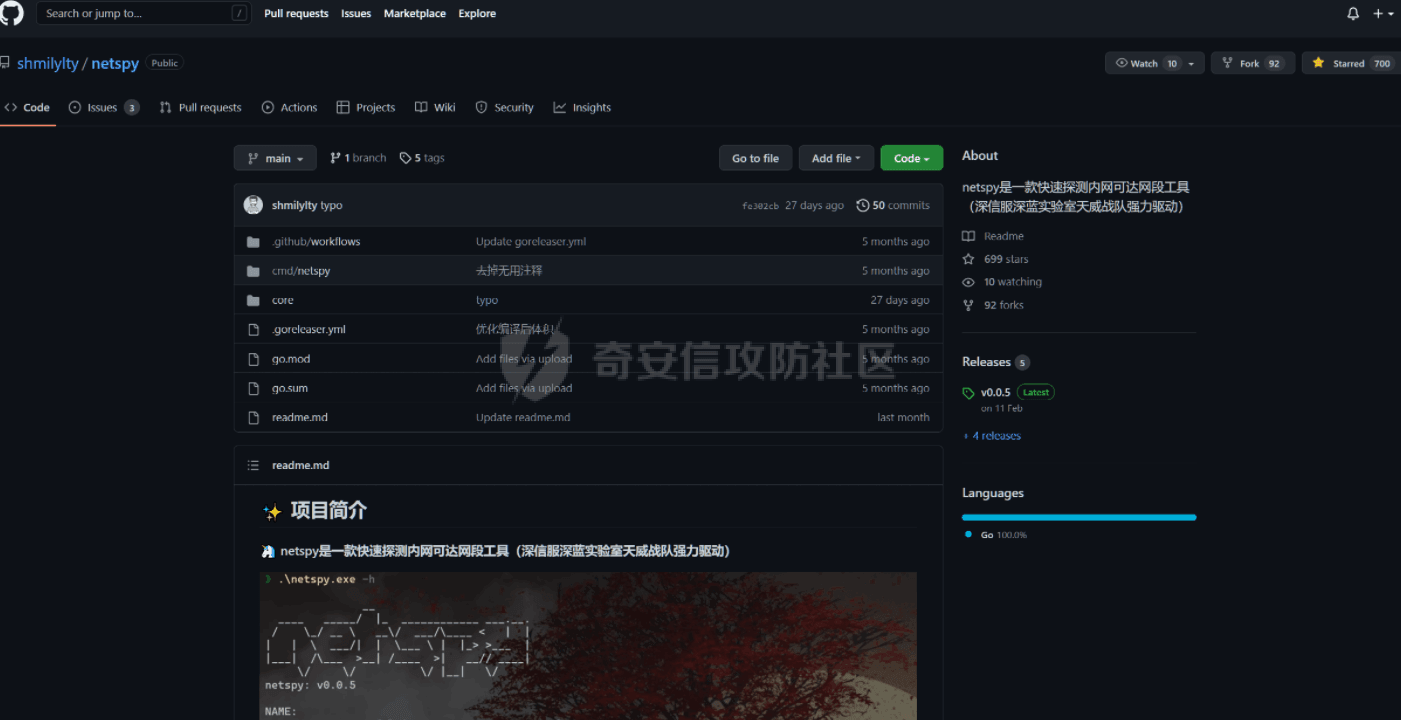 Search or jump to... /
Pull requests Issues Marketplace Explore
shmilylty / netspy Public
Watch 10 Fork 92 Starred 700
Code Issues 3 Pull requests Actions Projects Wiki Security Insights
main 1 branch 5 tags Go to file Add file Code
shmilylty typo fe302cb 27 days ago 50 commits
.github/workflows Update goreleaser.yml 5 months ago
cmd/netspy 去掉无用注释 5 months ago
core typo 27 days ago
.goreleaser.yml 优化编译后体积 5 months ago
go.mod Add files via upload 5 months ago
go.sum Add files via upload 5 months ago
readme.md Update readme.md last month
奇安信攻防社区
readme.md
项目简介
netspy是一款快速探测内网可达网段工具（深信服深蓝实验室天威战队强力驱动）
❯ .\netspy.exe -h
netspy: v0.0.5
NAME:
About
netspy是一款快速探测内网可达网段工具
（深信服深蓝实验室天威战队强力驱动）
Readme
699 stars
10 watching
92 forks
Releases 5
v0.0.5 Latest
on 11 Feb
+ 4 releases
Languages
Go 100.0%